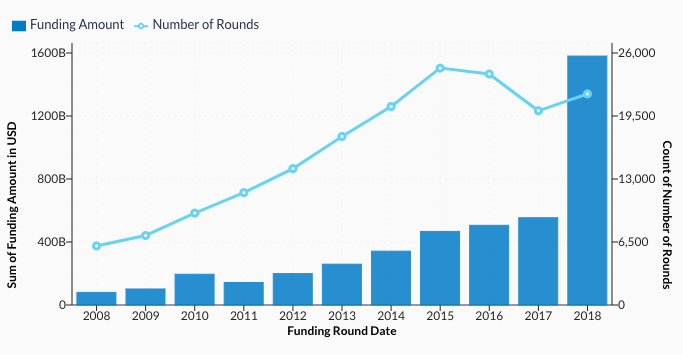 Funding Amount Number of Rounds
1600B 26,000
1200B 19,500
800B 13,000
400B 6,500
0 0
Sum of Funding Amount in USD
Count of Number of Rounds
2008 2009 2010 2011 2012 2013 2014 2015 2016 2017 2018
Funding Round Date